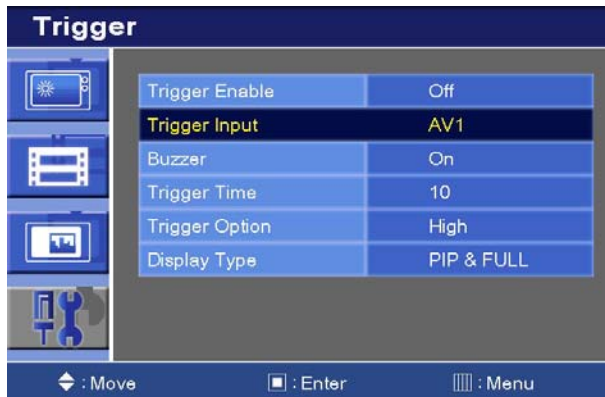 Trigger
Trigger Enable Off
Trigger Input AV1
Buzzer On
Trigger Time 10
Trigger Option High
Display Type PIP & FULL
: Move : Enter : Menu